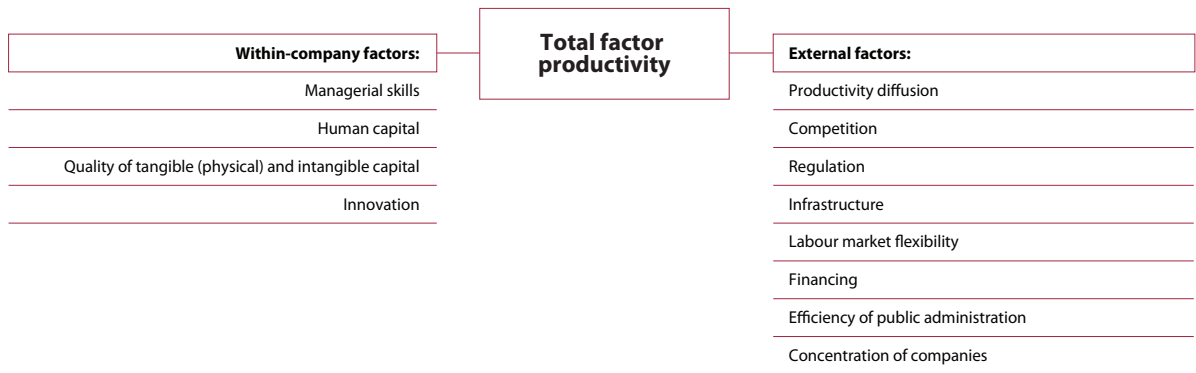 Total factor
productivity
Within-company factors:
Managerial skills
Human capital
Quality of tangible (physical) and intangible capital
Innovation
External factors:
Productivity diffusion
Competition
Regulation
Infrastructure
Labour market flexibility
Financing
Efficiency of public administration
Concentration of companies